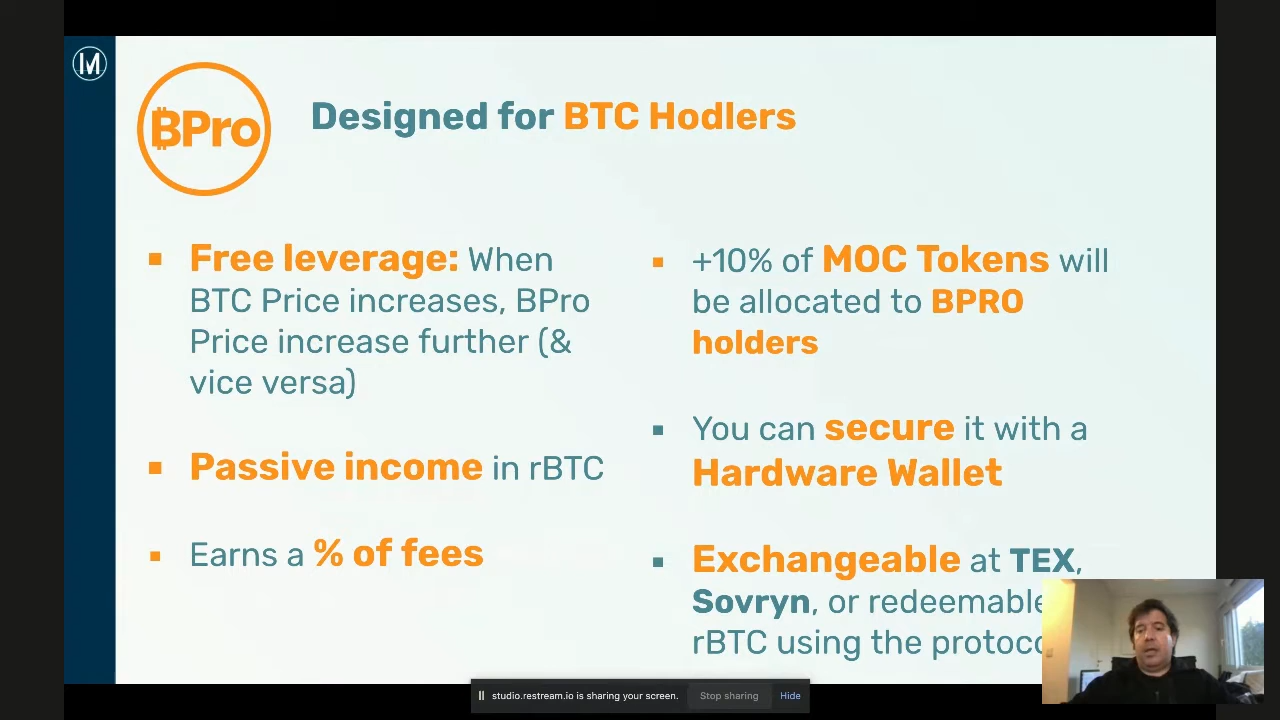 M
BPro
Designed for BTC Hodlers
▪ Free leverage: When
BTC Price increases, BPro
Price increase further (&
vice versa)
▪ Passive income in rBTC
▪ Earns a % of fees
▪ +10% of MOC Tokens will
be allocated to BPRO
holders
▪ You can secure it with a
Hardware Wallet
▪ Exchangeable at TEX,
Sovryn, or redeemable
rBTC using the protoco
studio.restream.io is sharing your screen. Stop sharing Hide